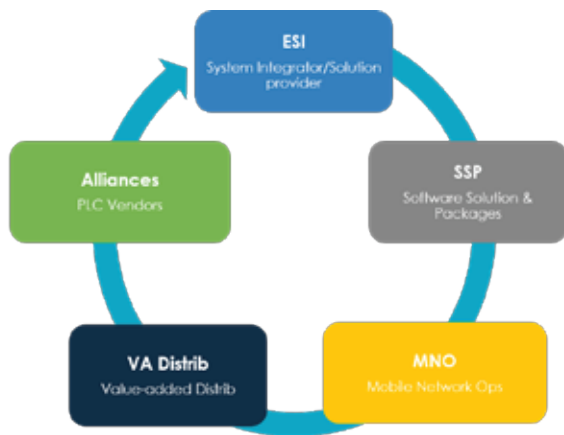 ESI
System Integrator/Solution
provider
SSP
Software Solution &
Packages
MNO
Mobile Network Ops
VA Distrib
Value-added Distrib
Alliances
PLC Vendors